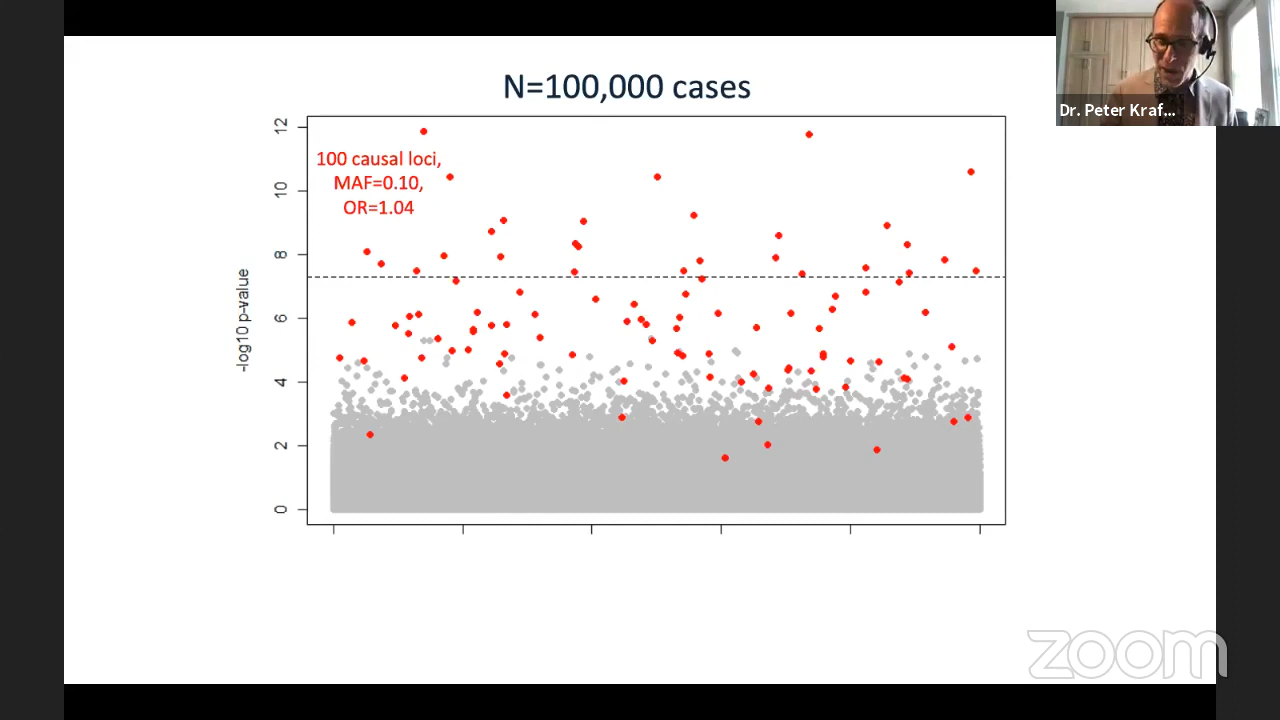 N=100,000 cases
Dr. Peter Kraf...
100 causal loci,
MAF=0.10,
OR=1.04
-log10 p-value
12
10
8
6
4
2
0
zoom